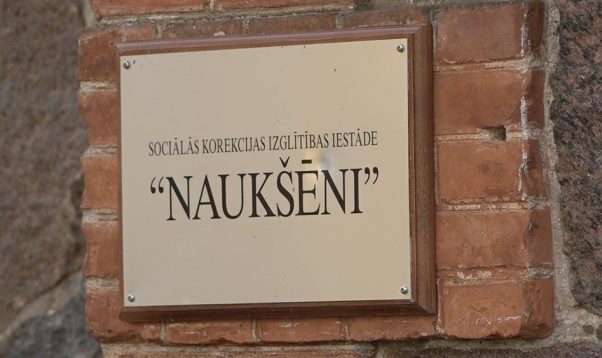 SOCIĀLĀS KOREKCIJAS IZGLĪTĪBAS IESTĀDE
“NAUKŠĒNI”